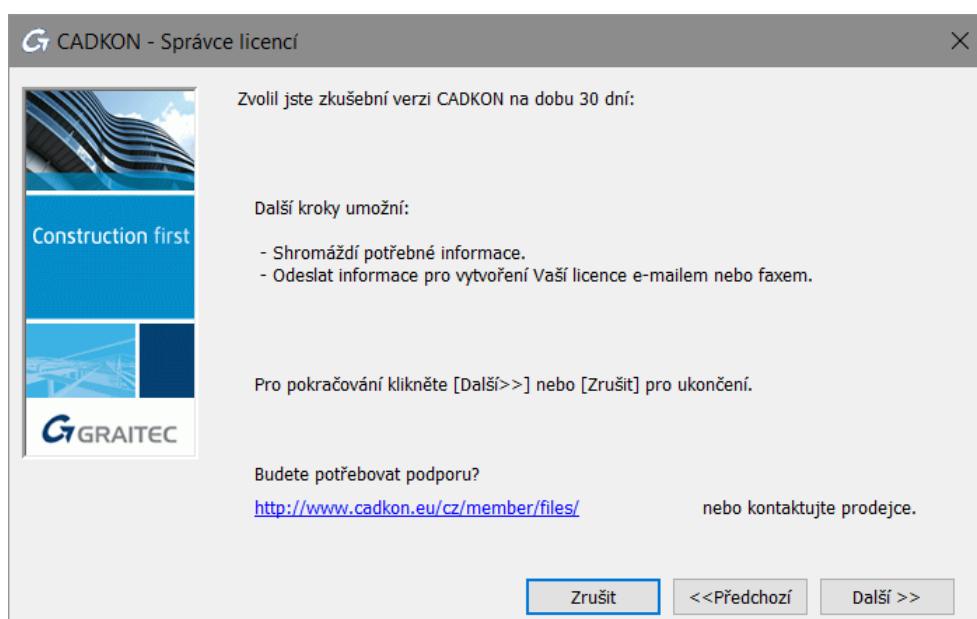 CADKON - Správce licencí
Zvolil jste zkušební verzi CADKON na dobu 30 dní:
Další kroky umožní:
- Shromáždí potřebné informace.
- Odeslat informace pro vytvoření Vaší licence e-mailem nebo faxem.
Construction first
Pro pokračování klikněte [Další>>] nebo [Zrušit] pro ukončení.
GRAITEC
Budete potřebovat podporu?
http://www.cadkon.eu/cz/member/files/ nebo kontaktujte prodejce.
Zrušit <<Předchozí Další >>